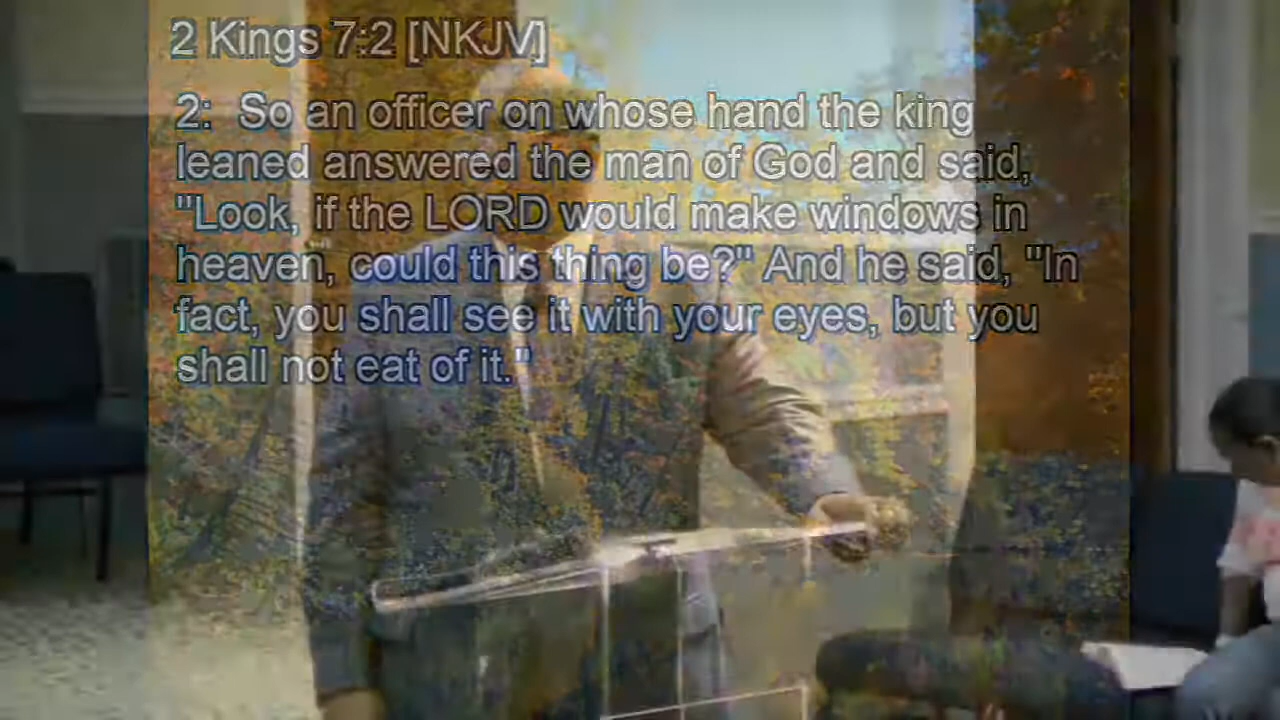 2 Kings 7:2 [NKJV]
2: So an officer on whose hand the king
leaned answered the man of God and said,
"Look, if the LORD would make windows in
heaven, could this thing be?" And he said, "In
fact, you shall see it with your eyes, but you
shall not eat of it."